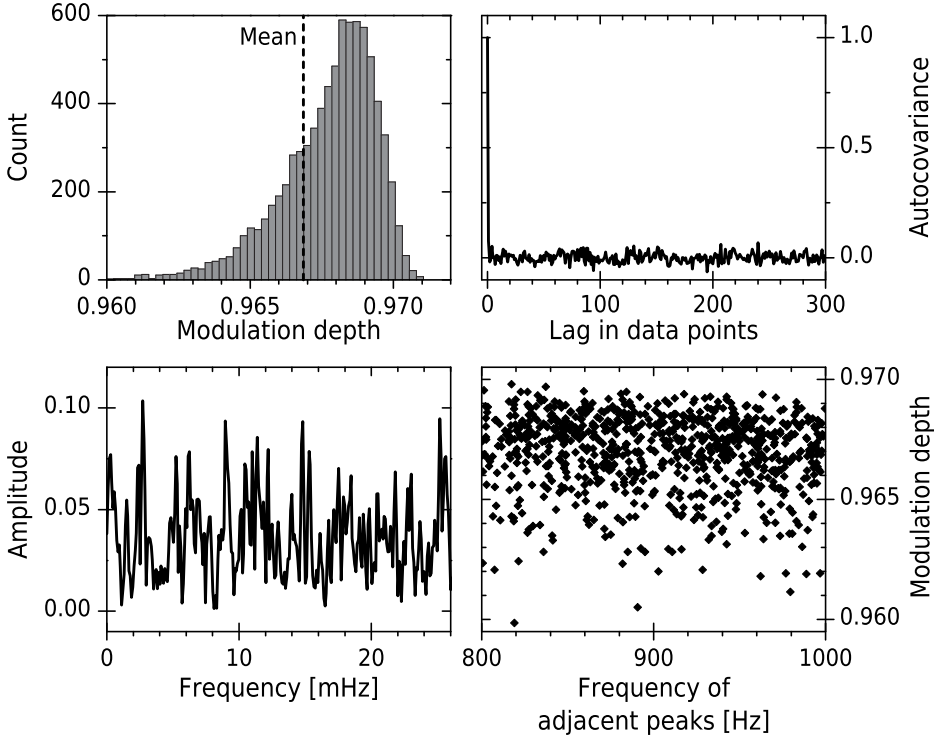 600
400
200
0
Count
Mean
0.960
0.965
0.970
Modulation depth
1.0
0.5
0.0
Autocovariance
0
100
200
300
Lag in data points
0.10
0.05
0.00
Amplitude
0
10
20
Frequency [mHz]
0.970
0.965
0.960
Modulation depth
800
900
1000
Frequency of
adjacent peaks [Hz]